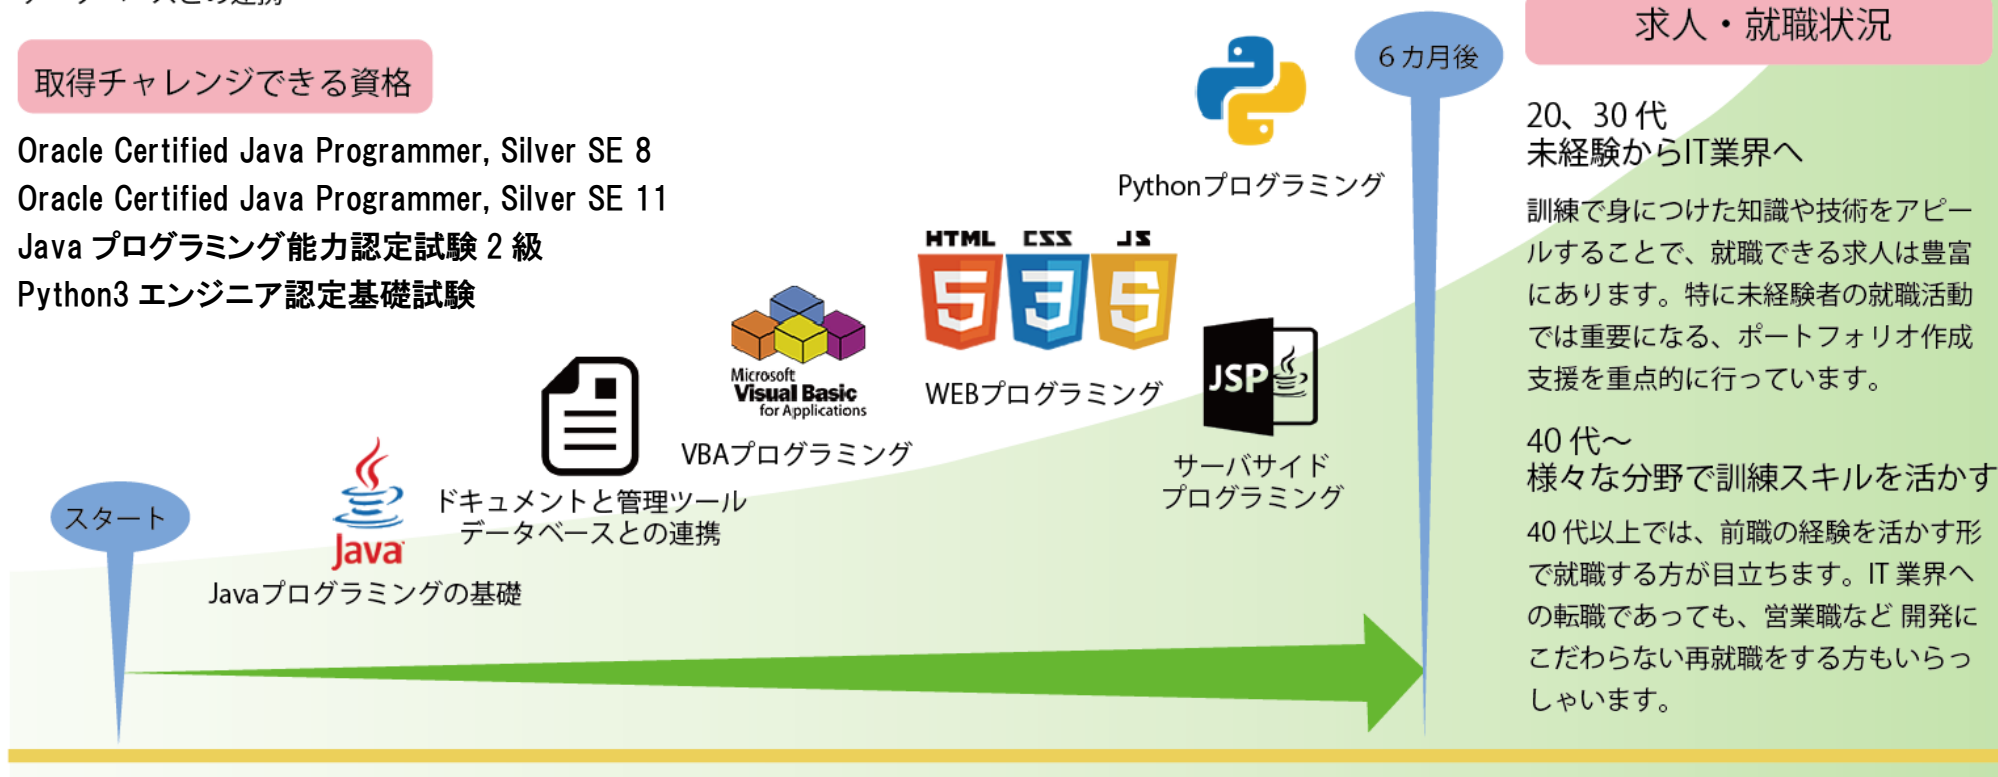 取得チャレンジできる資格
Oracle Certified Java Programmer, Silver SE 8
Oracle Certified Java Programmer, Silver SE 11
Java プログラミング能力認定試験 2 級
Python3 エンジニア認定基礎試験
スタート
Java
Javaプログラミングの基礎
ドキュメントと管理ツール
データベースとの連携
Microsoft
Visual Basic
for Applications
VBAプログラミング
HTML CSS JS
5 3 5
WEBプログラミング
JSP
サーバサイド
プログラミング
Pythonプログラミング
6 カ月後
求人・就職状況
20、30 代
未経験からIT業界へ
訓練で身につけた知識や技術をアピー
ルすることで、就職できる求人は豊富
にあります。特に未経験者の就職活動
では重要になる、ポートフォリオ作成
支援を重点的に行っています。
40 代～
様々な分野で訓練スキルを活かす
40 代以上では、前職の経験を活かす形
で就職する方が目立ちます。IT 業界へ
の転職であっても、営業職など 開発に
こだわらない再就職をする方もいらっ
しゃいます。